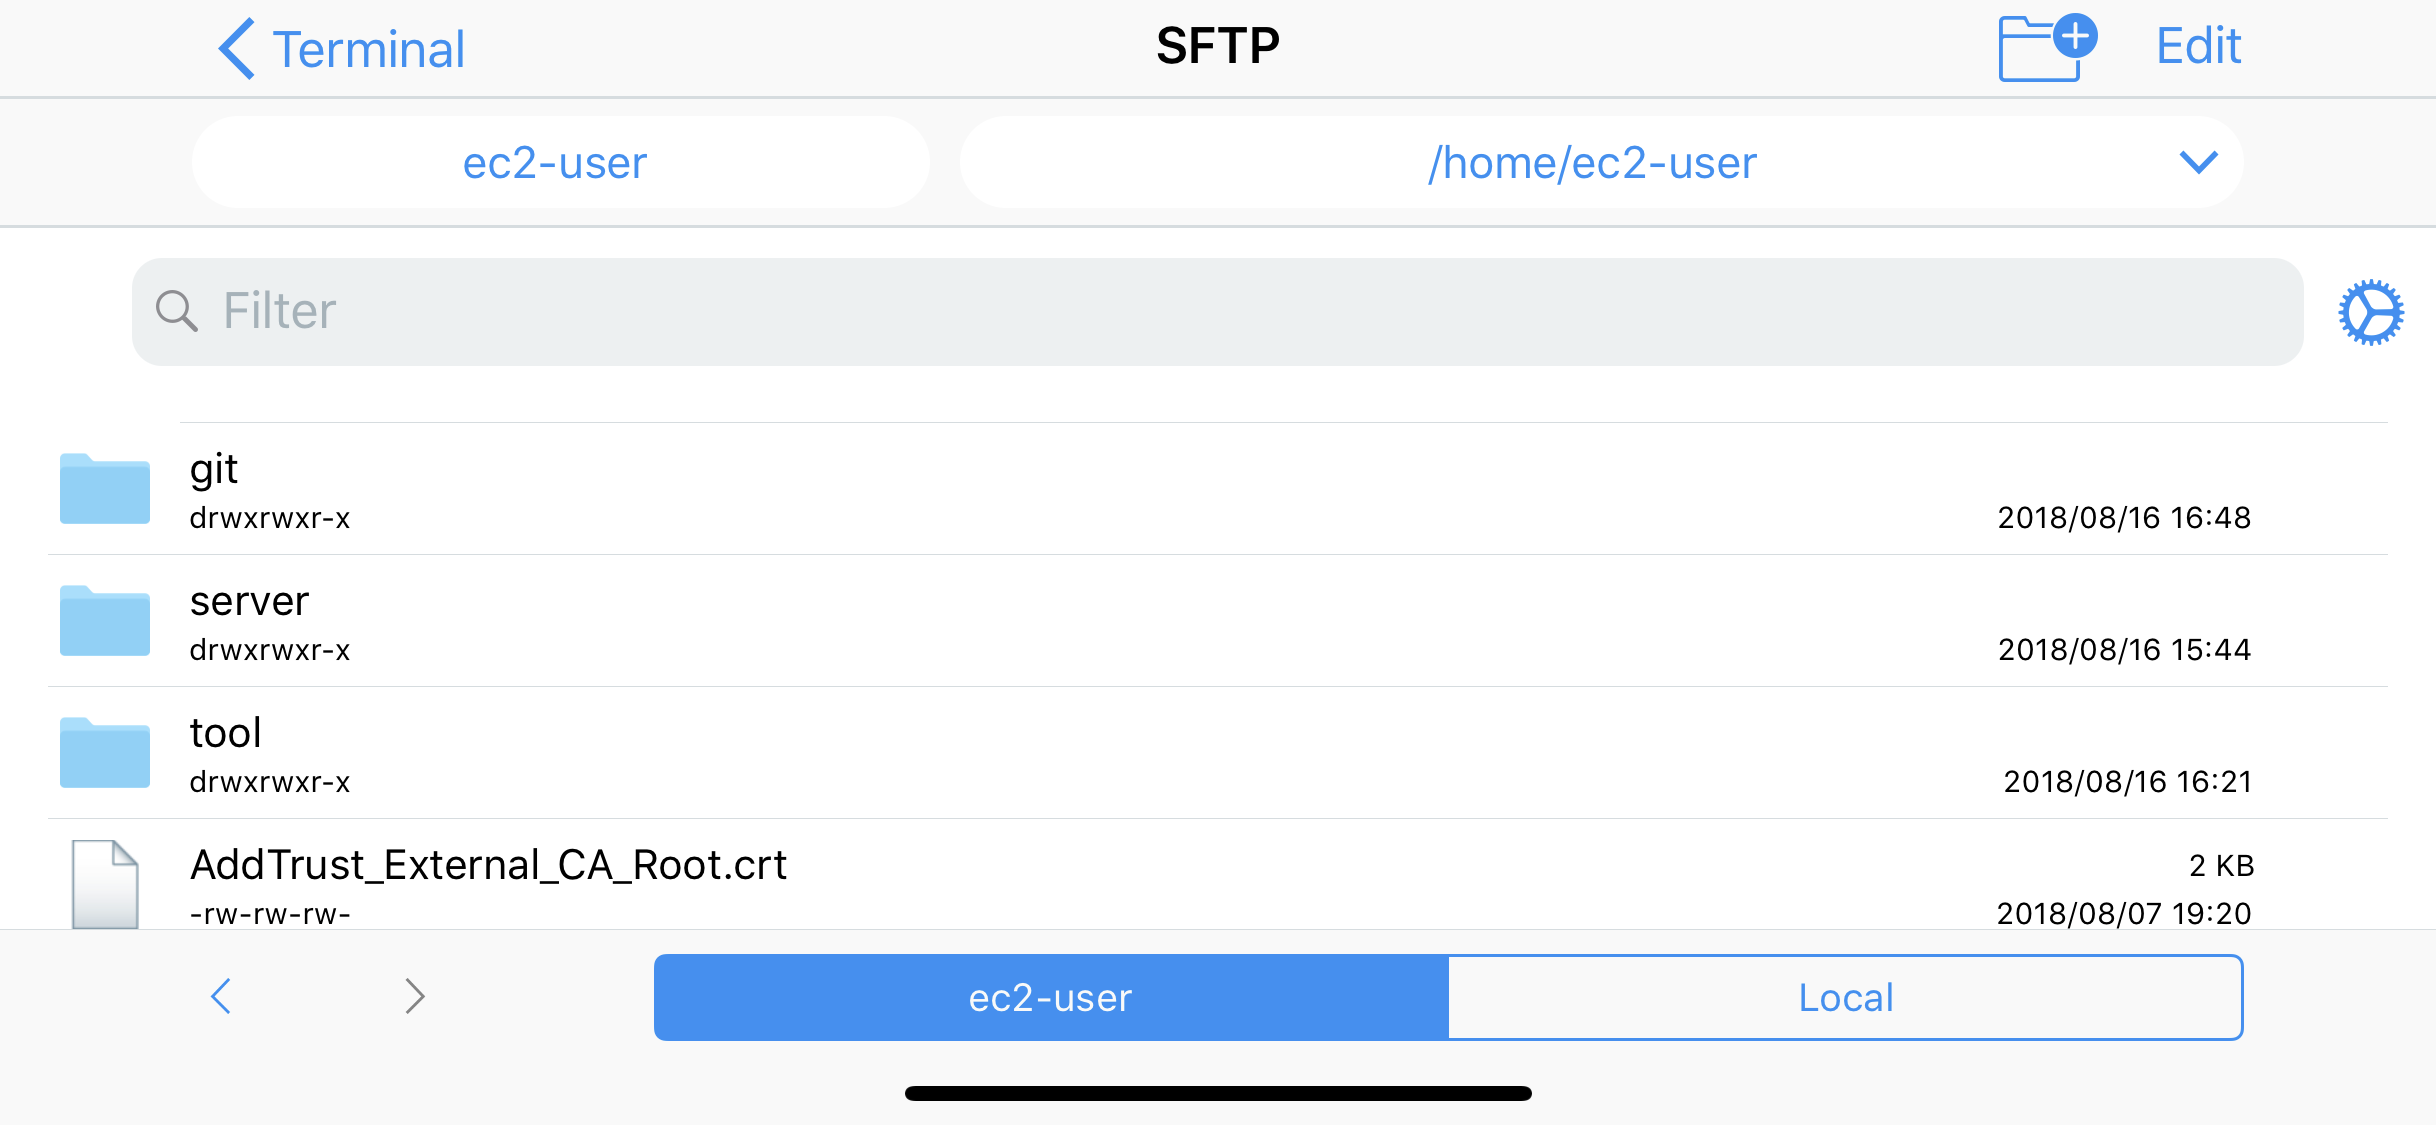 Terminal
SFTP
Edit
ec2-user
/home/ec2-user
Filter
git
drwxrwxr-x
2018/08/16 16:48
server
drwxrwxr-x
2018/08/16 15:44
tool
drwxrwxr-x
2018/08/16 16:21
AddTrust_External_CA_Root.crt
2 KB
-rw-rw-rw-
2018/08/07 19:20
ec2-user
Local